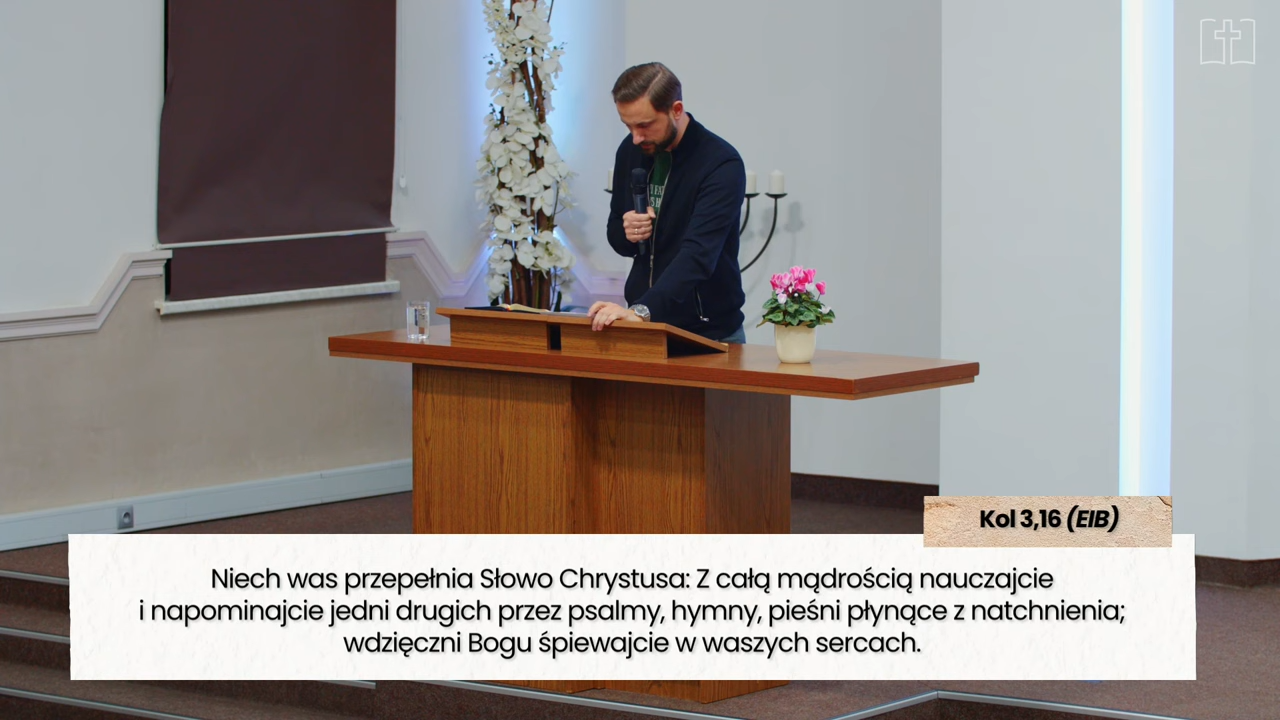 Kol 3,16 (EIB)
Niech was przepełnia Słowo Chrystusa: Z całą mądrością nauczajcie
i napominajcie jedni drugich przez psalmy, hymny, pieśni płynące z natchnienia;
wdzięczni Bogu śpiewajcie w waszych sercach.